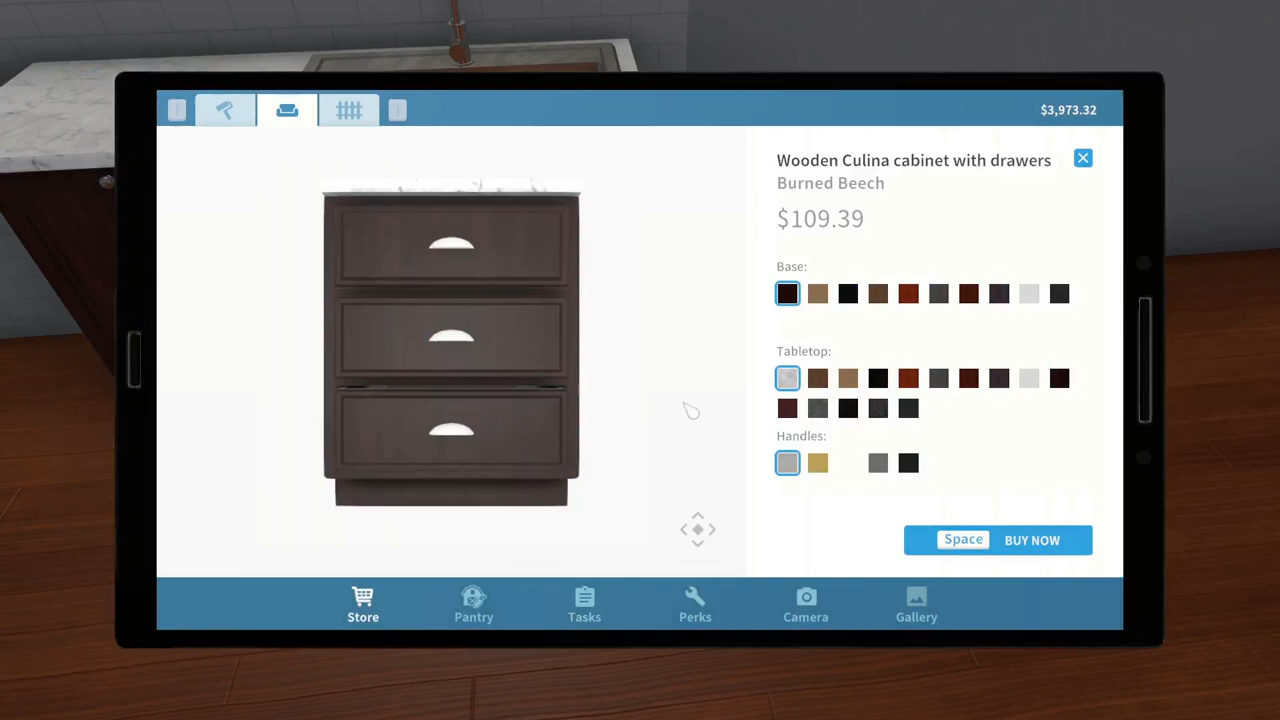 $3,973.32
Wooden Culina cabinet with drawers
Burned Beech
$109.39
Base:
Tabletop:
Handles:
Space BUY NOW
Store
Pantry
Tasks
Perks
Camera
Gallery